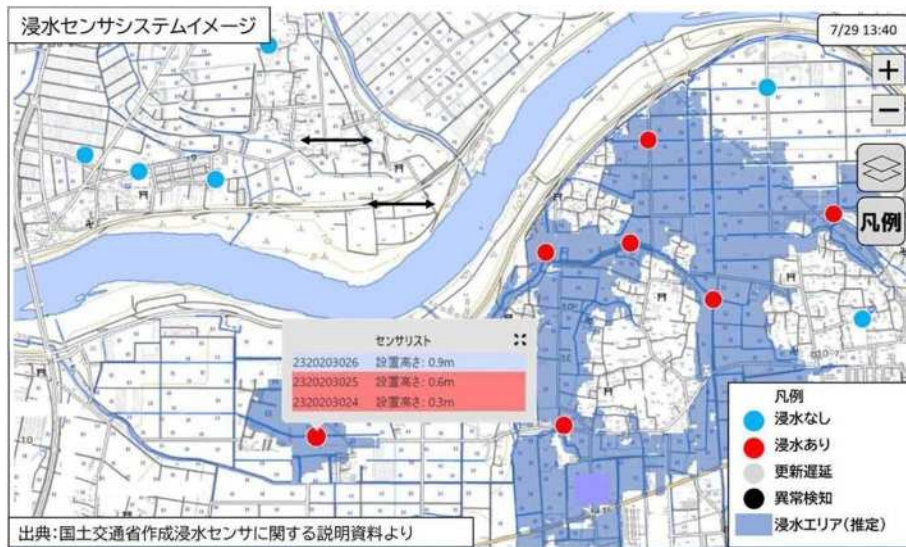 浸水センサシステムイメージ
7/29 13:40
+
−
凡例
センサリスト
2320203026 設置高さ: 0.9m
2320203025 設置高さ: 0.6m
2320203024 設置高さ: 0.3m
凡例
浸水なし
浸水あり
更新遅延
異常検知
浸水エリア(推定)
出典:国土交通省作成浸水センサに関する説明資料より